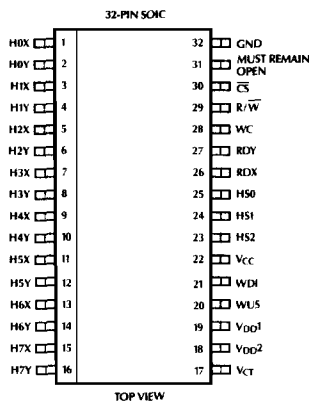 32-PIN SOIC
H0X 1 32 GND
H0Y 2 31 MUST REMAIN OPEN
H1X 3 30 C̅S̅
H1Y 4 29 R/W̅
H2X 5 28 WC
H2Y 6 27 RDY
H3X 7 26 RDX
H3Y 8 25 HS0
H4X 9 24 HS1
H4Y 10 23 HS2
H5X 11 22 VCC
H5Y 12 21 WDI
H6X 13 20 WUS
H6Y 14 19 VDD1
H7X 15 18 VDD2
H7Y 16 17 VCT
TOP VIEW